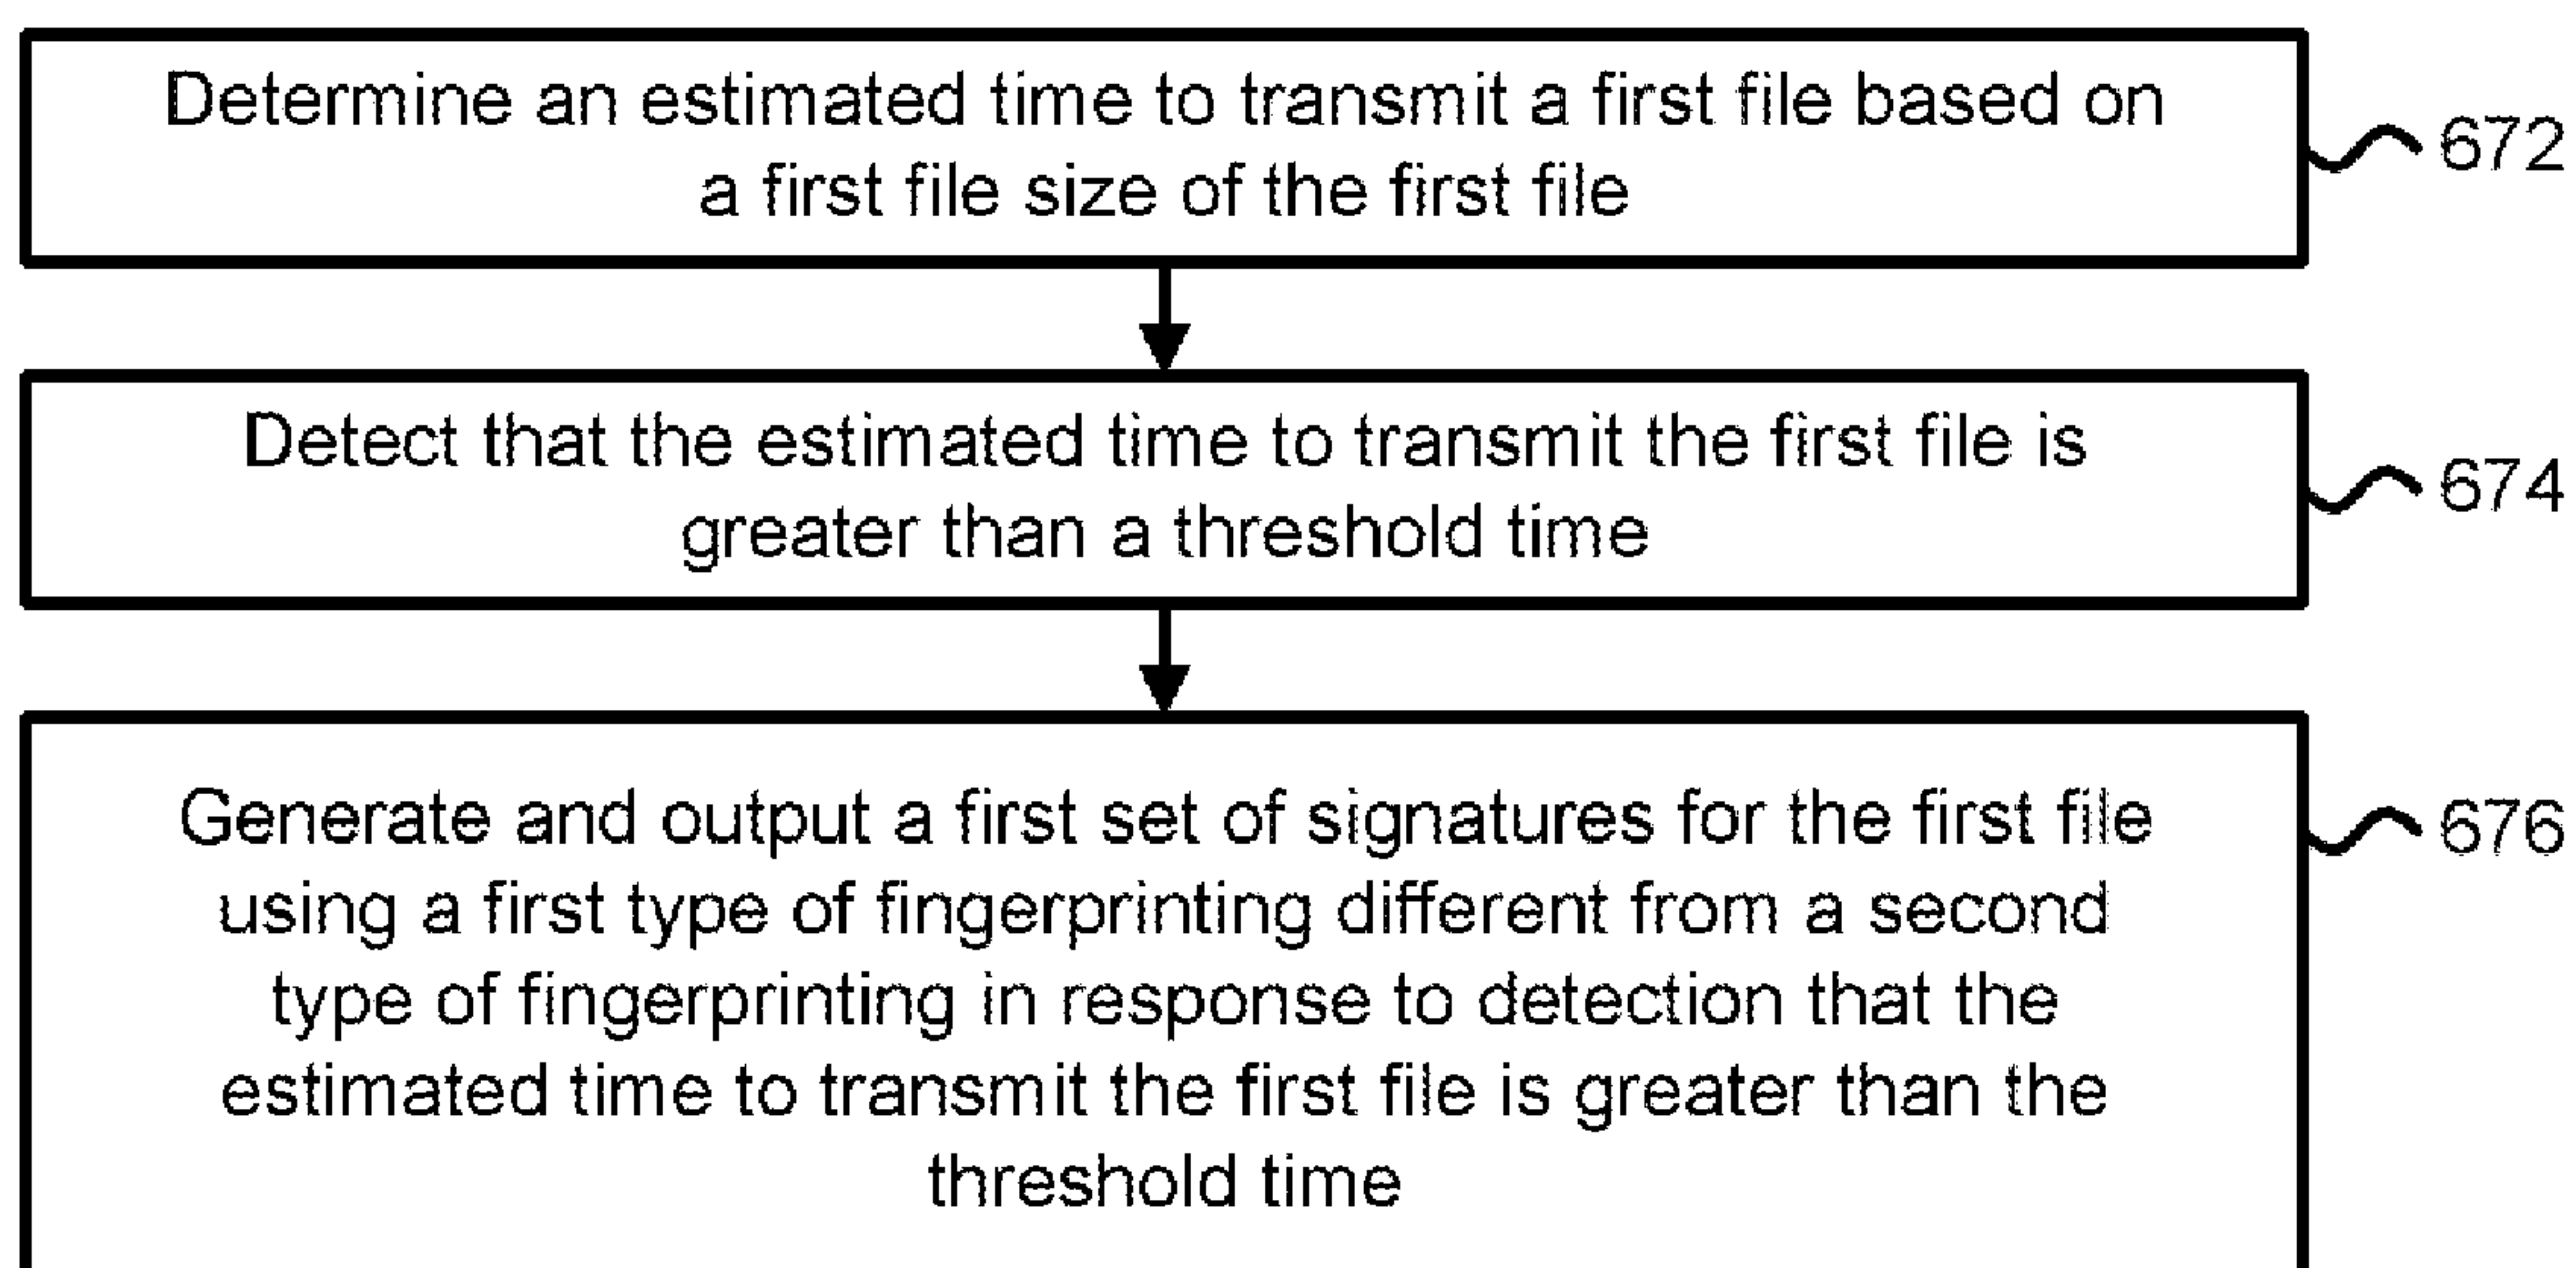 Determine an estimated time to transmit a first file based on
a first file size of the first file
672
Detect that the estimated time to transmit the first file is
greater than a threshold time
674
Generate and output a first set of signatures for the first file
using a first type of fingerprinting different from a second
type of fingerprinting in response to detection that the
estimated time to transmit the first file is greater than the
threshold time
676